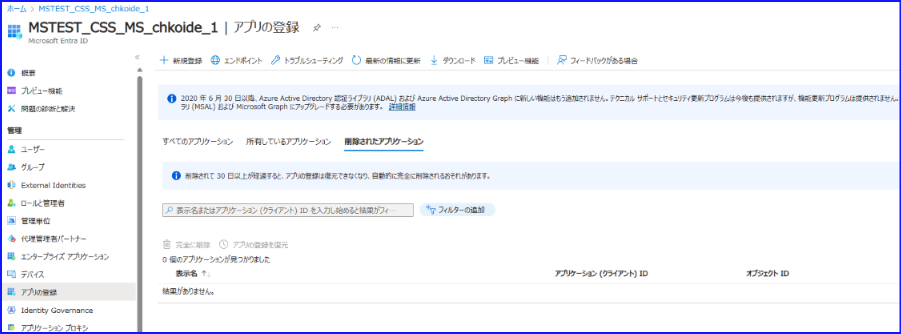 ホーム >  MSTEST_CSS_MS_chkoide_1
MSTEST_CSS_MS_chkoide_1 | アプリの登録
Microsoft Entra ID
新規登録 エンドポイント トラブルシューティング 最新の情報に更新 ダウンロード プレビュー機能 フィードバックがある場合
概要
プレビュー機能
問題の診断と解決
管理
ユーザー
グループ
External Identities
ロールと管理者
管理単位
代理管理者パートナー
エンタープライズ アプリケーション
デバイス
アプリの登録
Identity Governance
アプリケーション プロキシ
2020 年 6 月 30 日以降、Azure Active Directory 認証ライブラリ (ADAL) および Azure Active Directory Graph に新しい機能はもう追加されません。テクニカル サポートとセキュリティ更新プログラムは今後も提供されますが、機能更新プログラムは提供されません。
ラリ (MSAL) および Microsoft Graph にアップグレードする必要があります。 詳細情報
すべてのアプリケーション 所有しているアプリケーション 削除されたアプリケーション
削除されて 30 日以上が経過すると、アプリの登録は復元できなくなり、自動的に完全に削除されるおそれがあります。
表示名またはアプリケーション (クライアント) ID を入力し始めると結果がフィ… フィルターの追加
完全に削除 アプリの登録を復元
0 個のアプリケーションが見つかりました
表示名 ↑↓ アプリケーション (クライアント) ID オブジェクト ID
結果がありません。